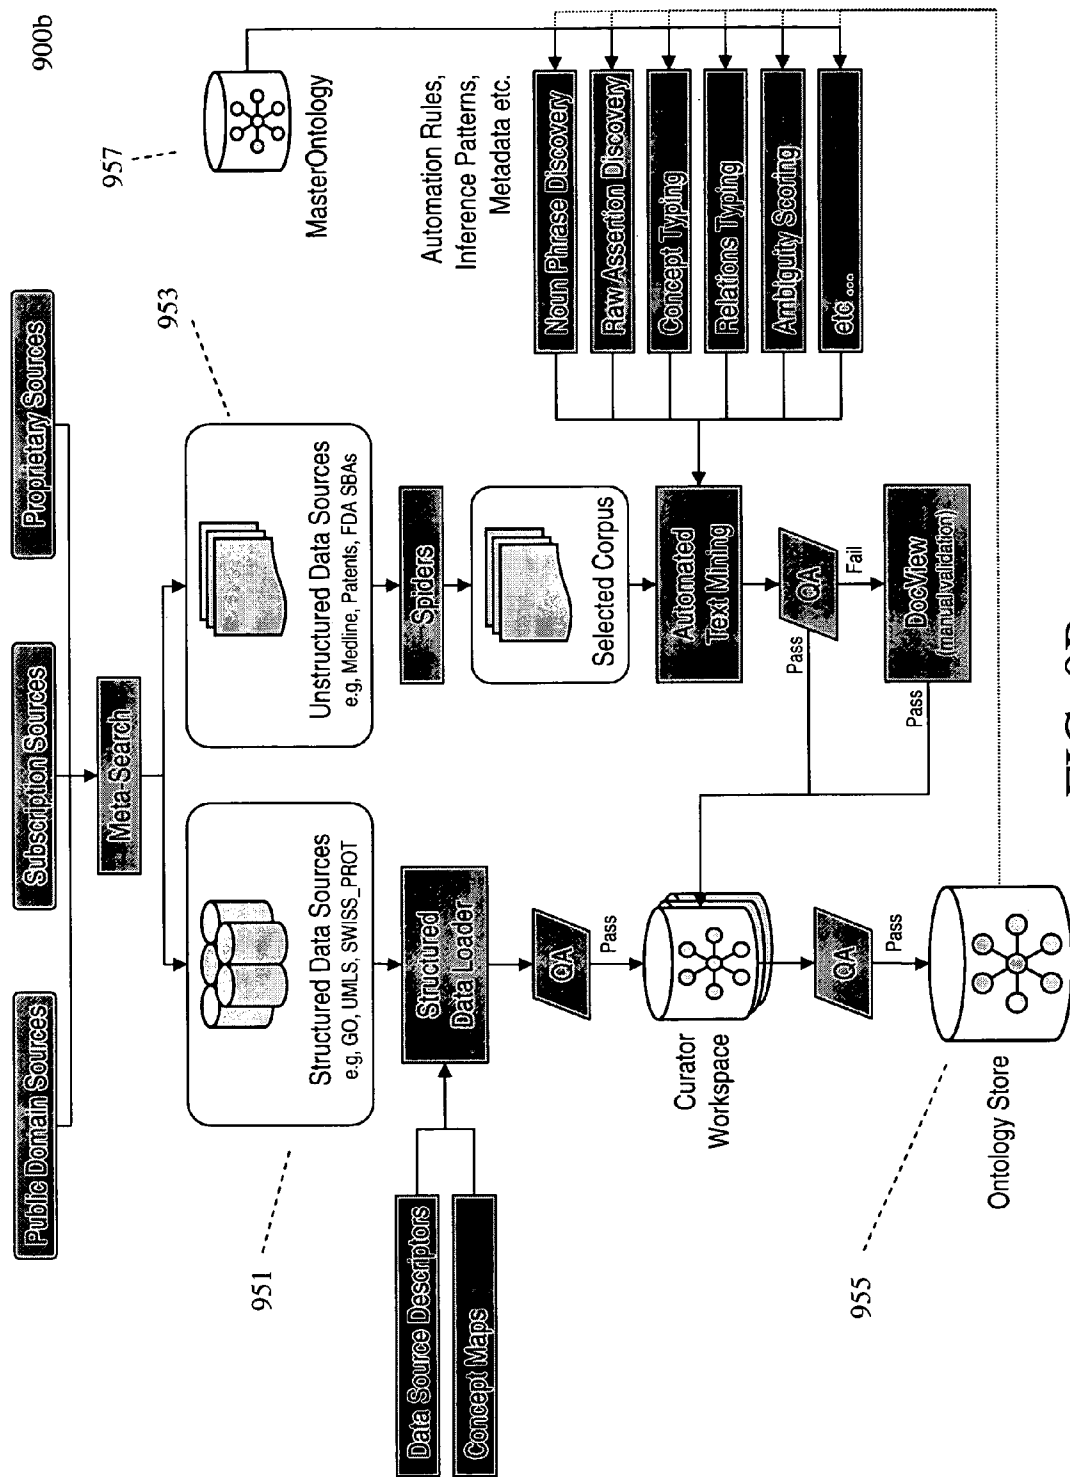 900b
Public Domain Sources
Subscription Sources
Proprietary Sources
Meta-Search
951
953
957
Structured Data Sources
e.g, GO, UMLS, SWISS_PROT
Unstructured Data Sources
e.g, Medline, Patents, FDA SBAs
MasterOntology
Data Source Descriptors
Concept Maps
Structured
Data Loader
Spiders
Selected Corpus
Automation Rules,
Inference Patterns,
Metadata etc.
QA
Pass
Automated
Text Mining
Noun Phrase Discovery
Raw Assertion Discovery
Concept Typing
Relations Typing
Ambiguity Scoring
etc ...
Curator
Workspace
QA
Pass
Fail
QA
Pass
DocView
(manual validation)
Pass
955
Ontology Store